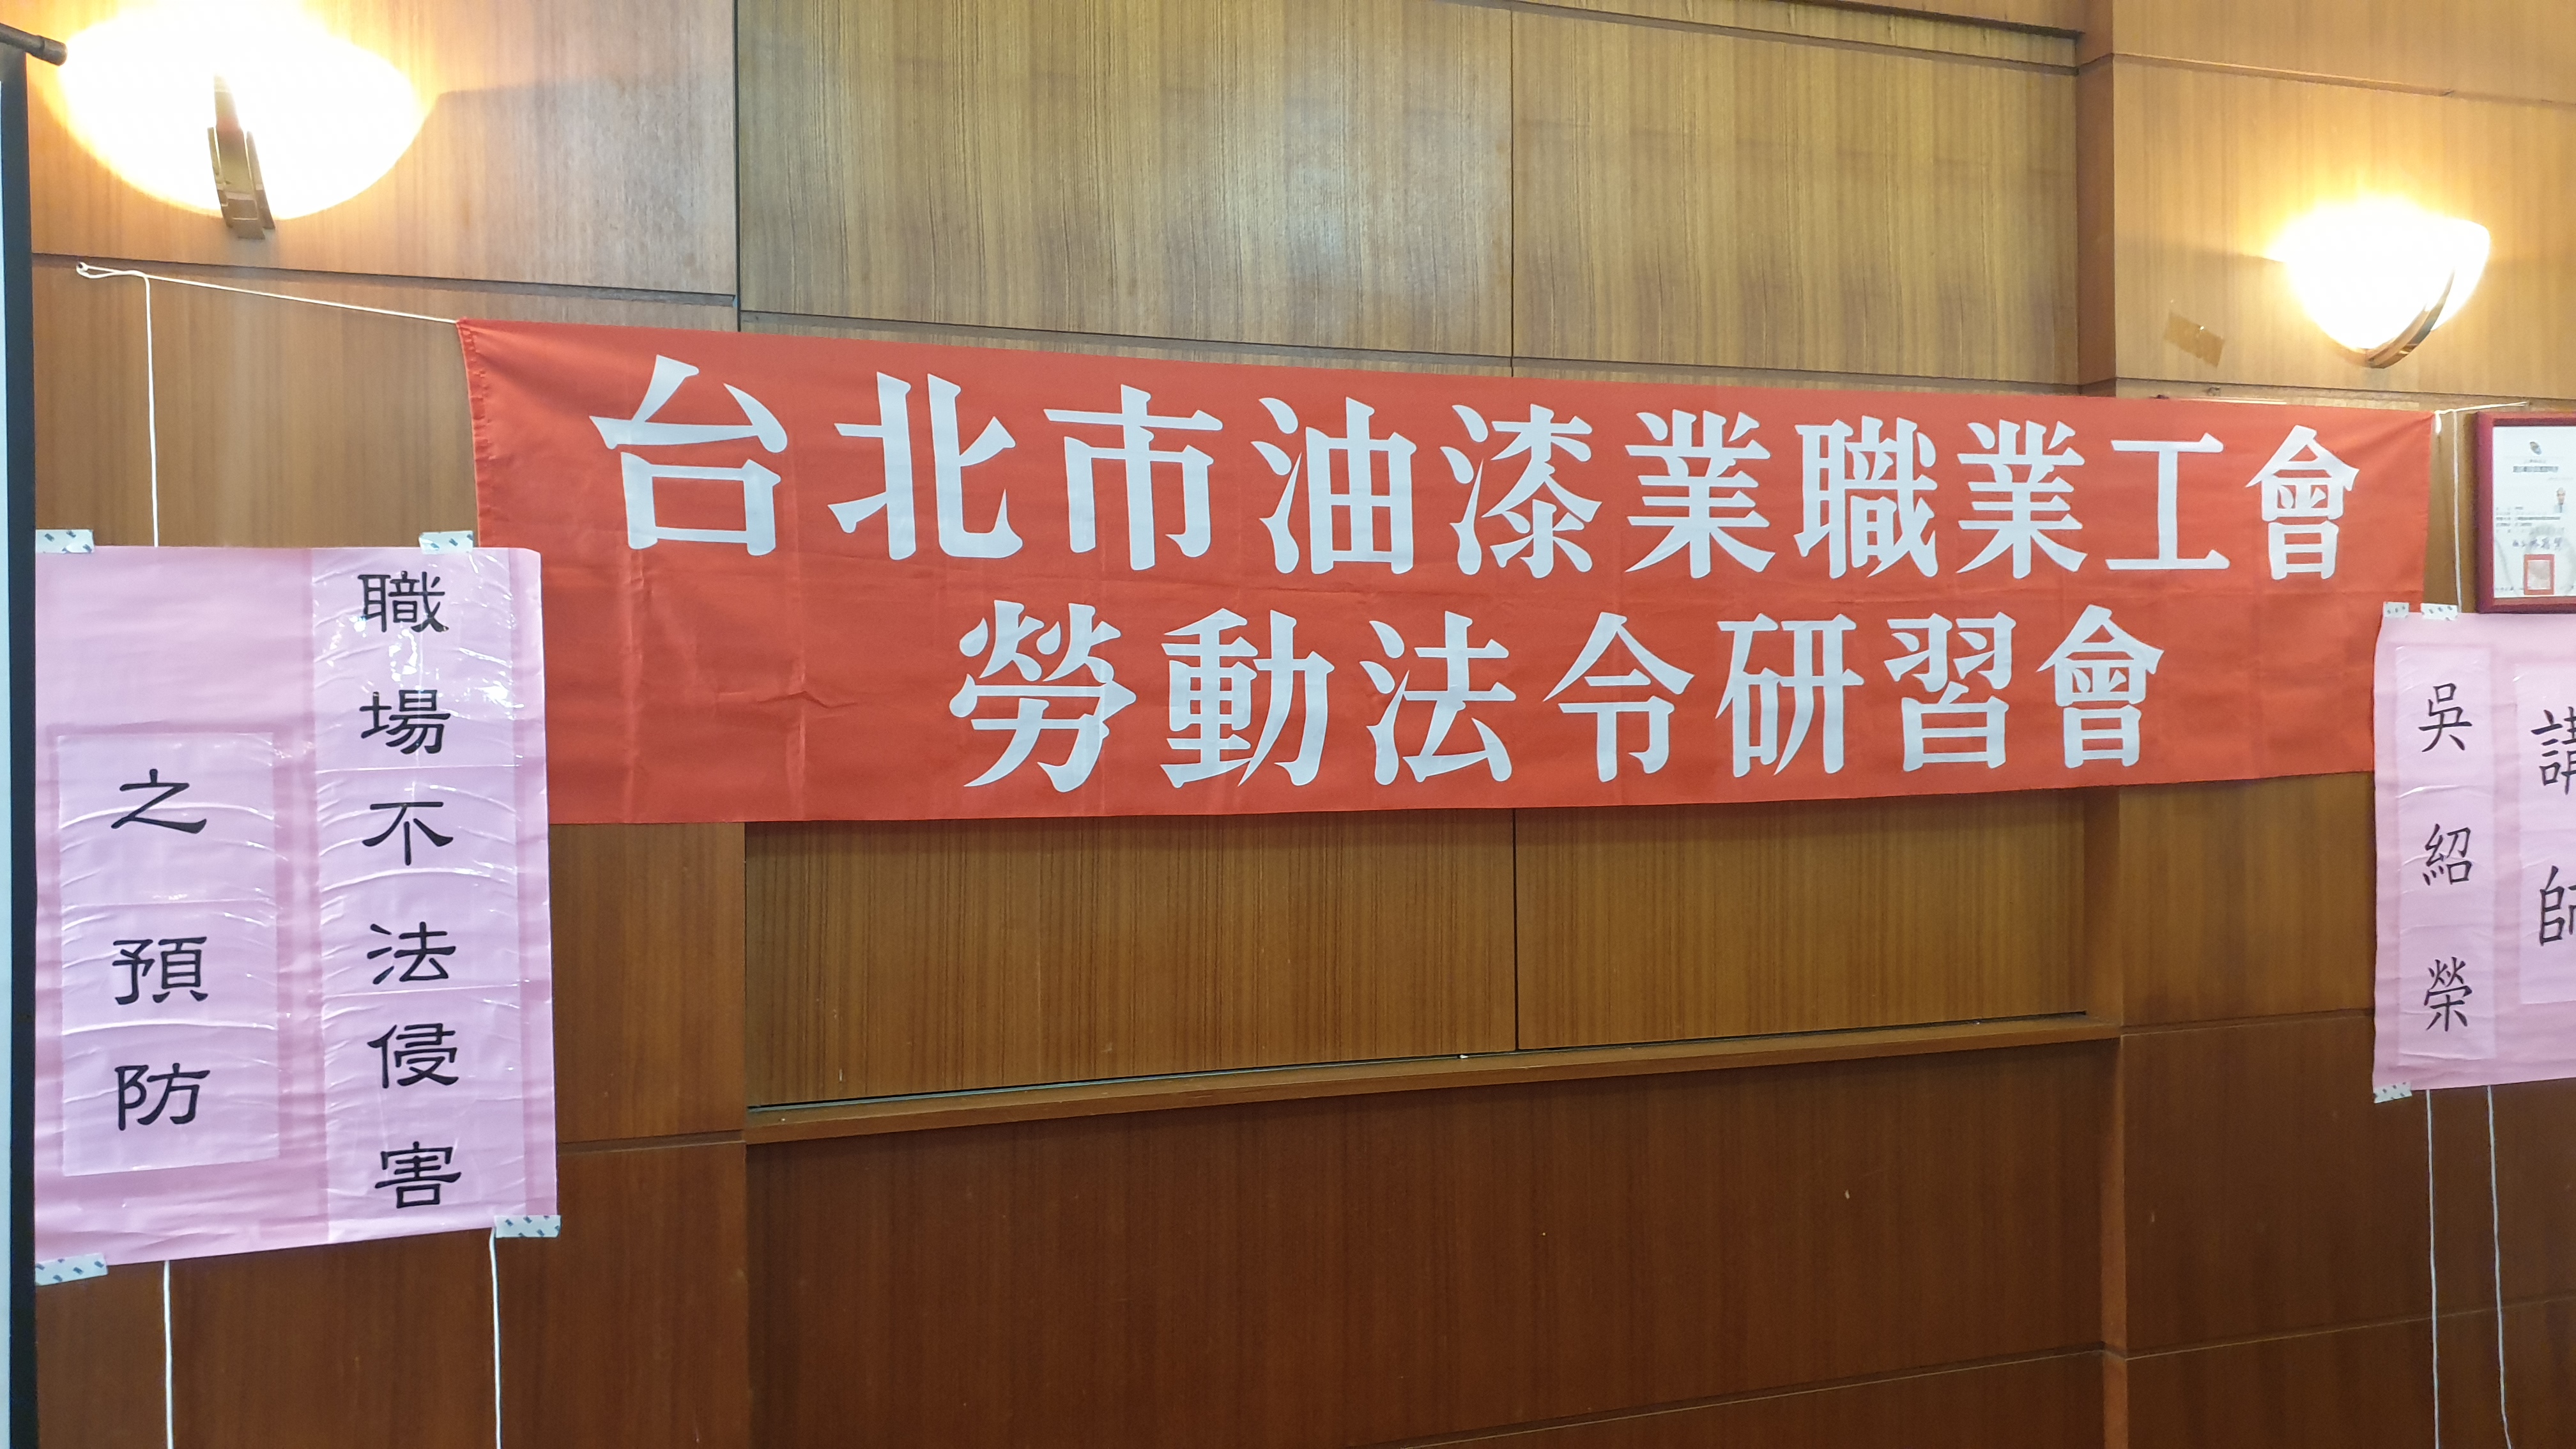 台北市油漆業職業工會
勞動法令研習會
職場不法侵害
之預防
講師
吳紹榮